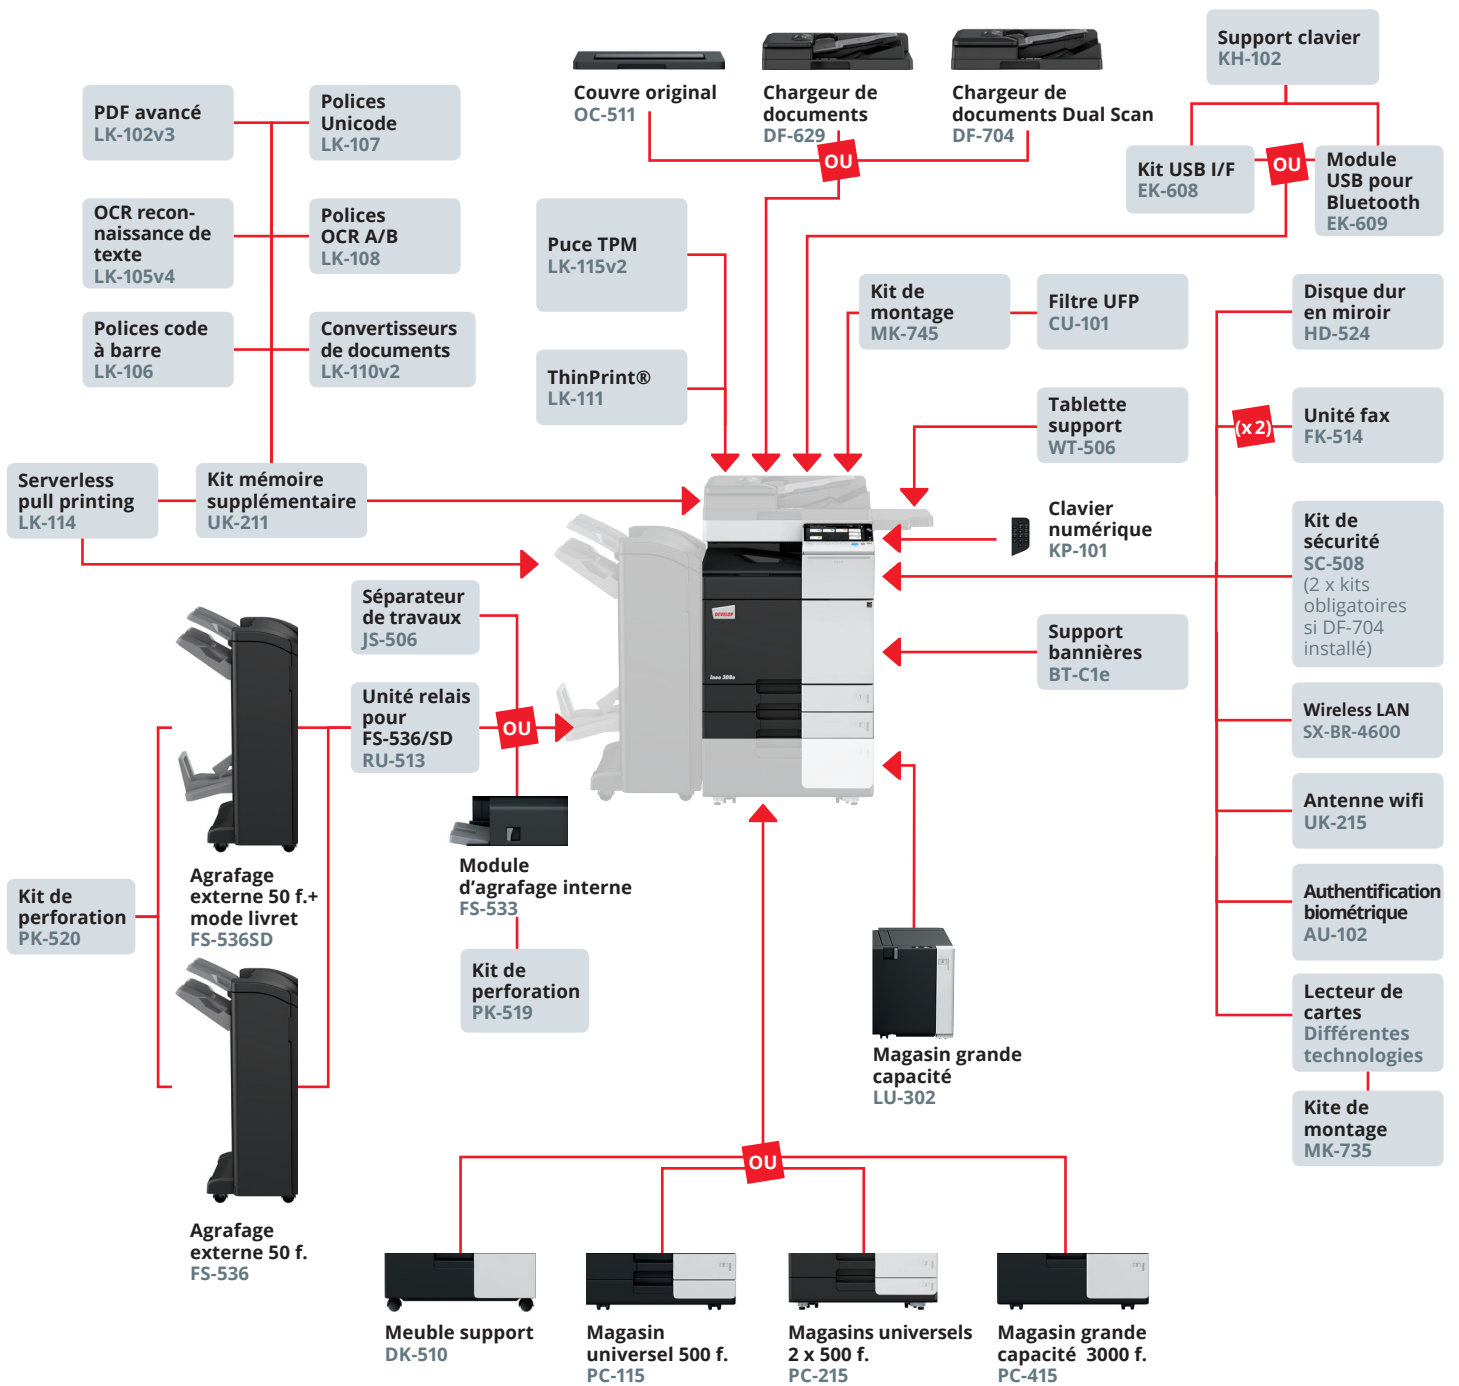 Couvre original
OC-511
Chargeur de
documents
DF-629
Chargeur de
documents Dual Scan
DF-704
OU
Support clavier
KH-102
Kit USB I/F
EK-608
OU
Module
USB pour
Bluetooth
EK-609
PDF avancé
LK-102v3
Polices
Unicode
LK-107
OCR recon-
naissance de
texte
LK-105v4
Polices
OCR A/B
LK-108
Polices code
à barre
LK-106
Convertisseurs
de documents
LK-110v2
Puce TPM
LK-115v2
ThinPrint®
LK-111
Kit de
montage
MK-745
Filtre UFP
CU-101
Disque dur
en miroir
HD-524
Tablette
support
WT-506
(x 2)
Unité fax
FK-514
Serverless
pull printing
LK-114
Kit mémoire
supplémentaire
UK-211
Clavier
numérique
KP-101
Kit de
sécurité
SC-508
(2 x kits
obligatoires
si DF-704
installé)
DEVELOP
ineo 308e
Séparateur
de travaux
JS-506
Support
bannières
BT-C1e
Unité relais
pour
FS-536/SD
RU-513
OU
Wireless LAN
SX-BR-4600
Antenne wifi
UK-215
Module
d'agrafage interne
FS-533
Agrafage
externe 50 f.+
mode livret
FS-536SD
Kit de
perforation
PK-520
Authentification
biométrique
AU-102
Kit de
perforation
PK-519
Lecteur de
cartes
Différentes
technologies
Magasin grande
capacité
LU-302
Kite de
montage
MK-735
OU
Agrafage
externe 50 f.
FS-536
Meuble support
DK-510
Magasin
universel 500 f.
PC-115
Magasins universels
2 x 500 f.
PC-215
Magasin grande
capacité 3000 f.
PC-415